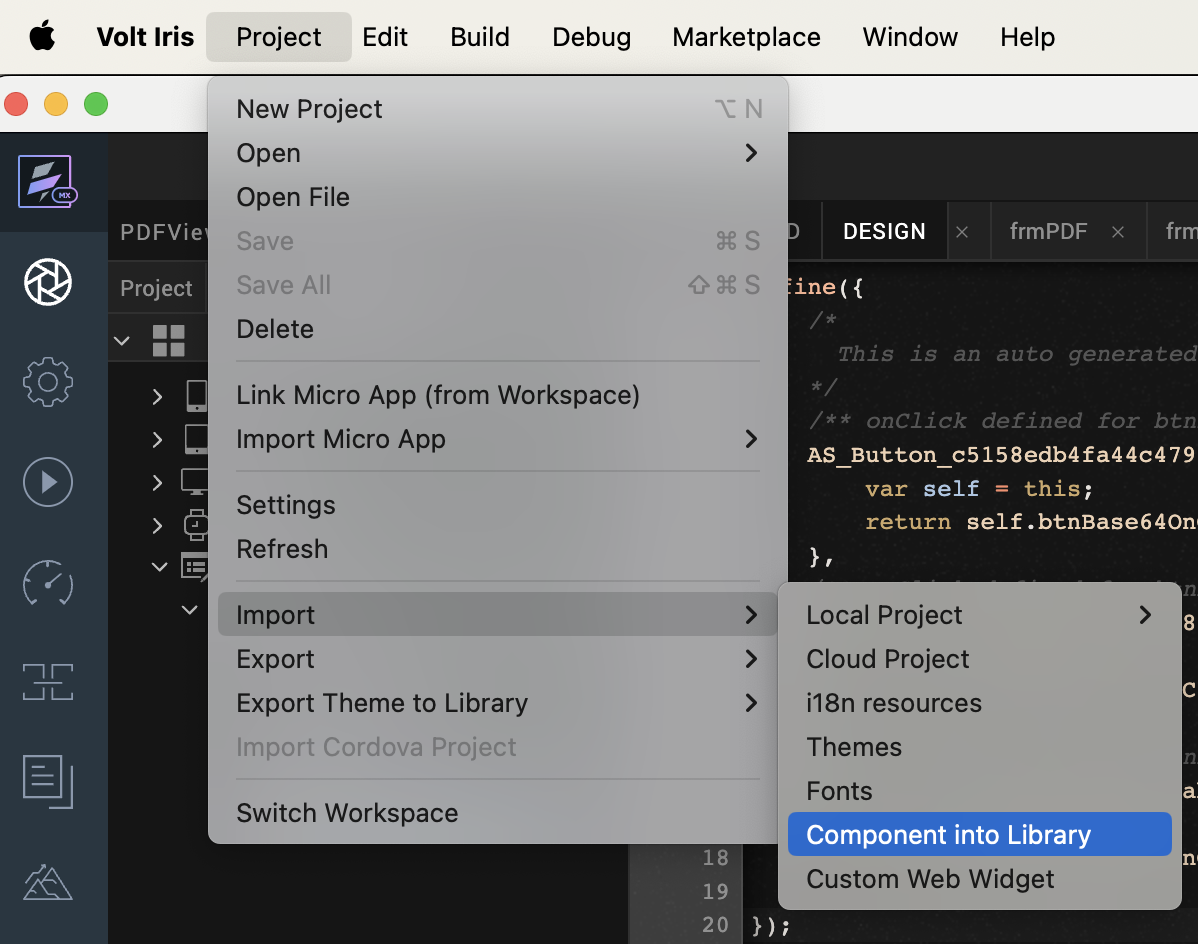 Volt Iris Project Edit Build Debug Marketplace Window Help
New Project ⌥ N
Open
Open File
Save ⌘ S
Save All ⇧ ⌘ S
Delete
Link Micro App (from Workspace)
Import Micro App
Settings
Refresh
Import
Export
Export Theme to Library
Import Cordova Project
Switch Workspace
Local Project
Cloud Project
i18n resources
Themes
Fonts
Component into Library
Custom Web Widget
MX
PDFView
Project
D DESIGN × frmPDF × frm
fine({
/*
This is an auto generated
*/
/** onClick defined for btn
AS_Button_c5158edb4fa44c479
var self = this;
return self.btnBase64On
},
18
19
20 });